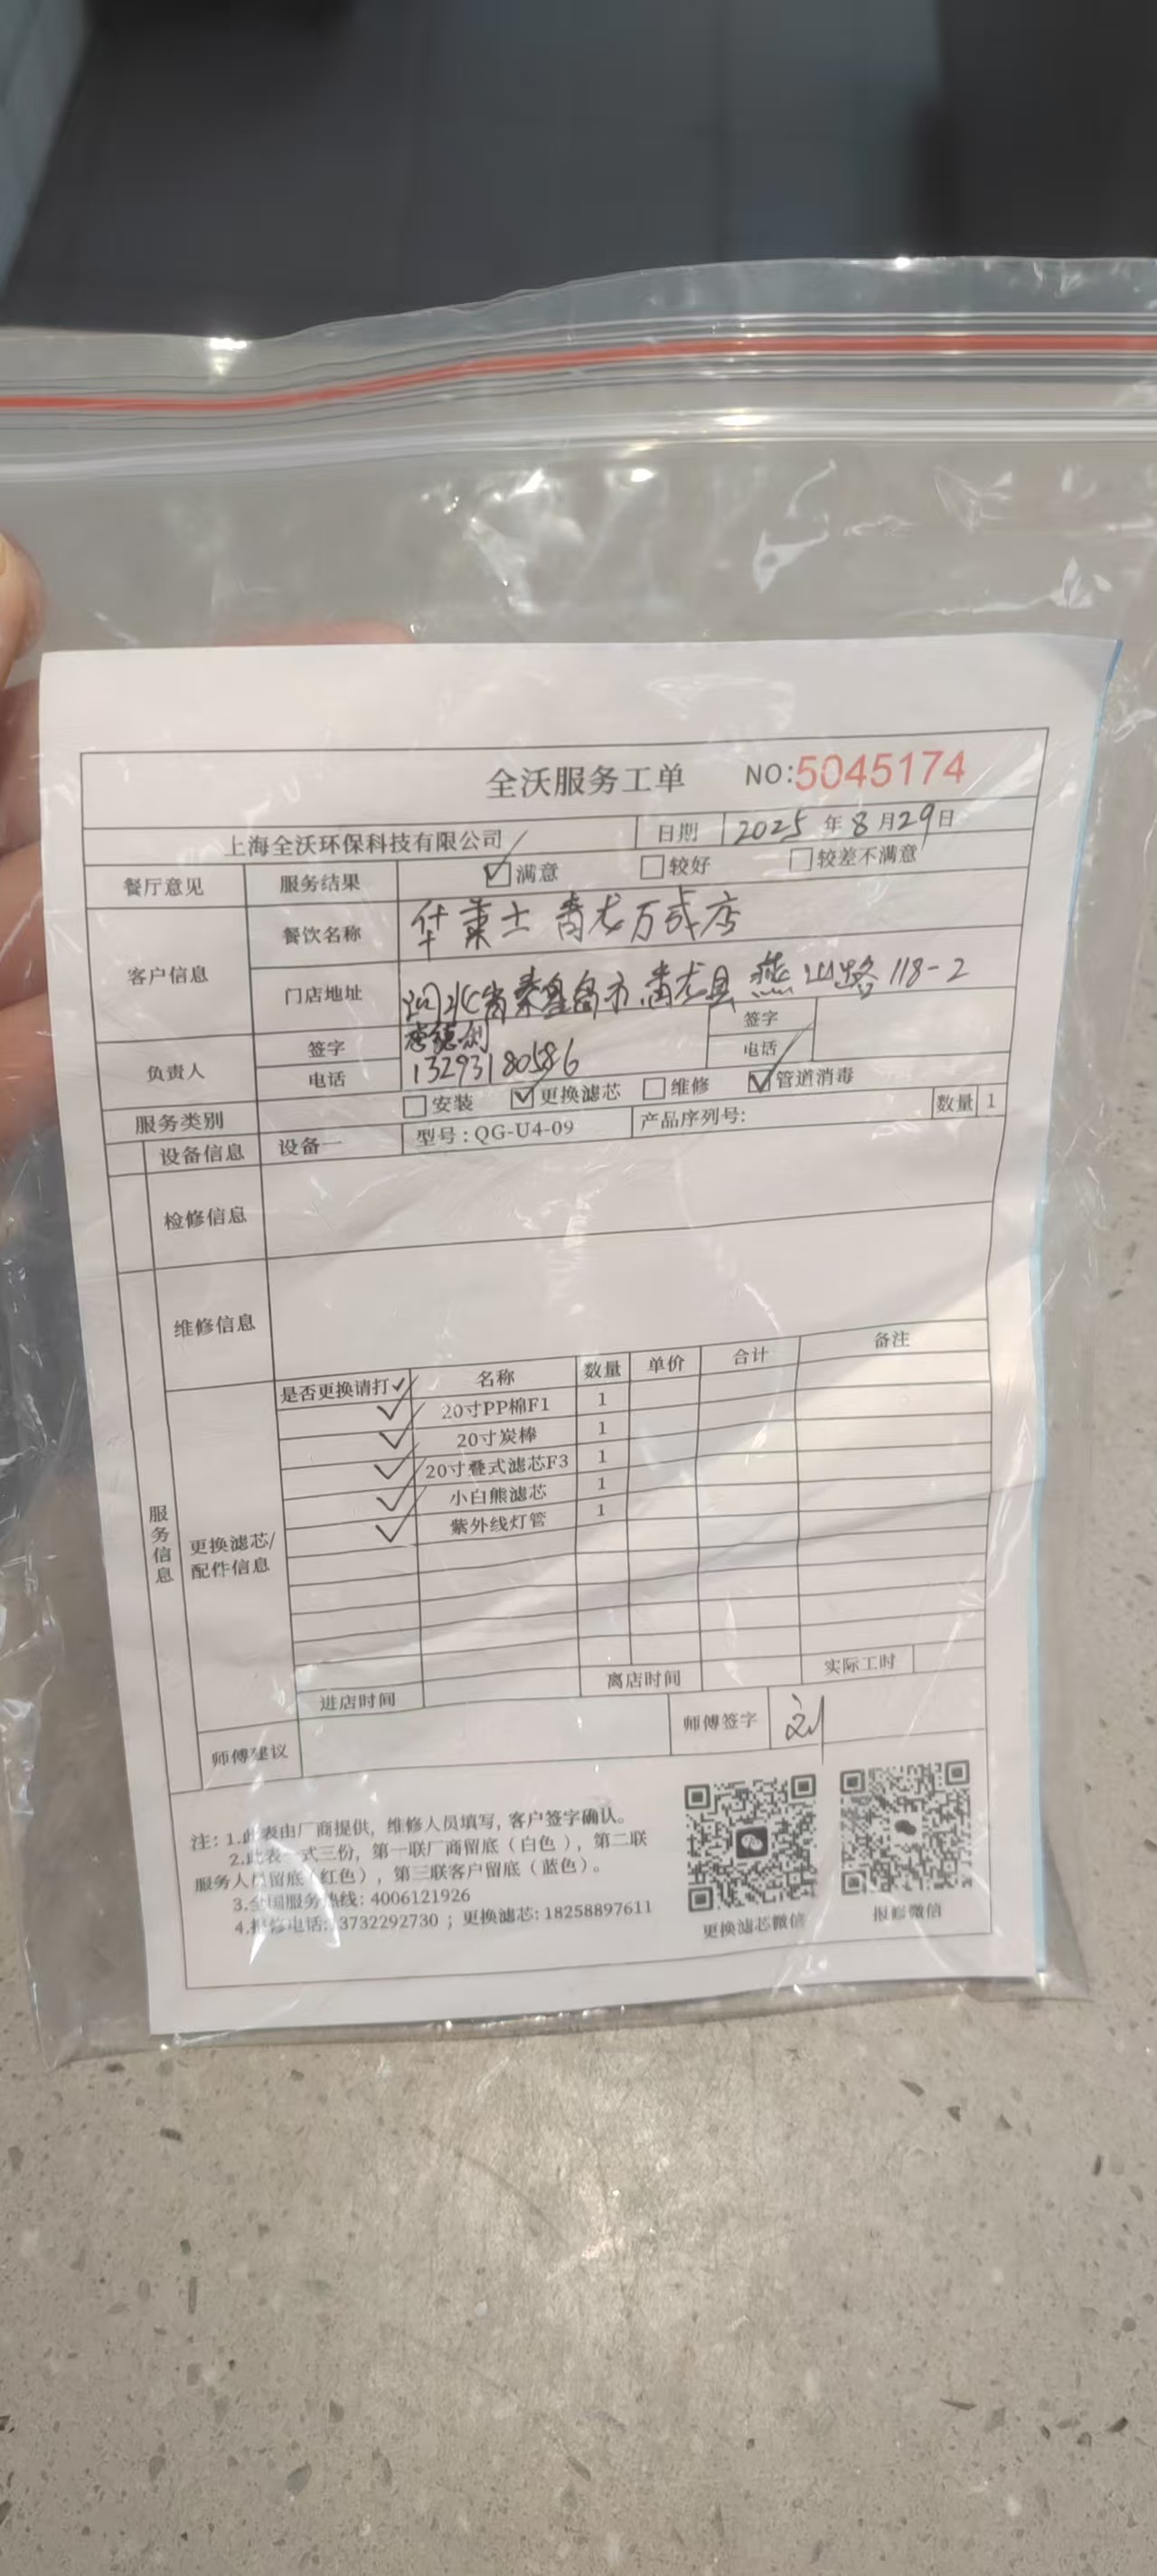 全沃服务工单 NO:5045174
上海全沃环保科技有限公司 日期 2025 年 8 月 29 日
餐厅意见 服务结果 满意 较好 较差不满意
客户信息 餐饮名称 华莱士 青龙万成店
门店地址 河北省秦皇岛市青龙县燕山路118-2
负责人 签字 签字
电话 13293180586 电话
服务类别 安装 更换滤芯 维修 管道消毒
设备信息 设备一 型号:QG-U4-09 产品序列号: 数量 1
检修信息
维修信息
服务信息
更换滤芯/配件信息
是否更换请打✓ 名称 数量 单价 合计 备注
✓ 20寸PP棉F1 1
✓ 20寸炭棒 1
✓ 20寸叠式滤芯F3 1
✓ 小白熊滤芯 1
✓ 紫外线灯管 1
进店时间 离店时间 实际工时
师傅建议 师傅签字 刘
注: 1.此表由厂商提供, 维修人员填写, 客户签字确认。
2.此表一式三份, 第一联厂商留底(白色), 第二联
服务人员留底(红色), 第三联客户留底(蓝色)。
3.全国服务热线: 4006121926
4.报修电话: 3732292730 ; 更换滤芯: 18258897611
更换滤芯微信 报修微信